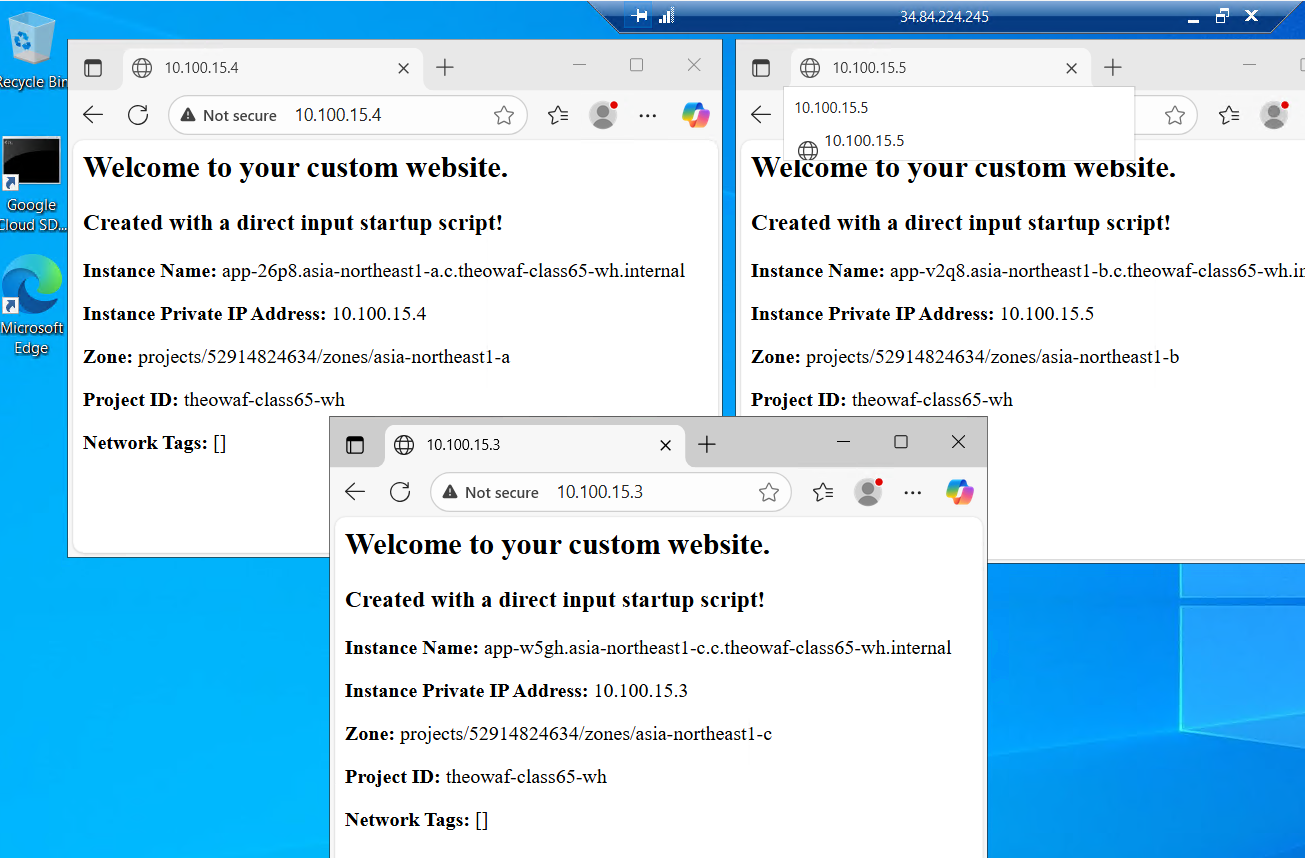 34.84.224.245
Recycle Bin
Google
Cloud SD...
Microsoft
Edge
10.100.15.4
Not secure 10.100.15.4
Welcome to your custom website.
Created with a direct input startup script!
Instance Name: app-26p8.asia-northeast1-a.c.theowaf-class65-wh.internal
Instance Private IP Address: 10.100.15.4
Zone: projects/52914824634/zones/asia-northeast1-a
Project ID: theowaf-class65-wh
Network Tags: []
10.100.15.5
10.100.15.5
10.100.15.5
Welcome to your custom website.
Created with a direct input startup script!
Instance Name: app-v2q8.asia-northeast1-b.c.theowaf-class65-wh.in
Instance Private IP Address: 10.100.15.5
Zone: projects/52914824634/zones/asia-northeast1-b
Project ID: theowaf-class65-wh
10.100.15.3
Not secure 10.100.15.3
Welcome to your custom website.
Created with a direct input startup script!
Instance Name: app-w5gh.asia-northeast1-c.c.theowaf-class65-wh.internal
Instance Private IP Address: 10.100.15.3
Zone: projects/52914824634/zones/asia-northeast1-c
Project ID: theowaf-class65-wh
Network Tags: []